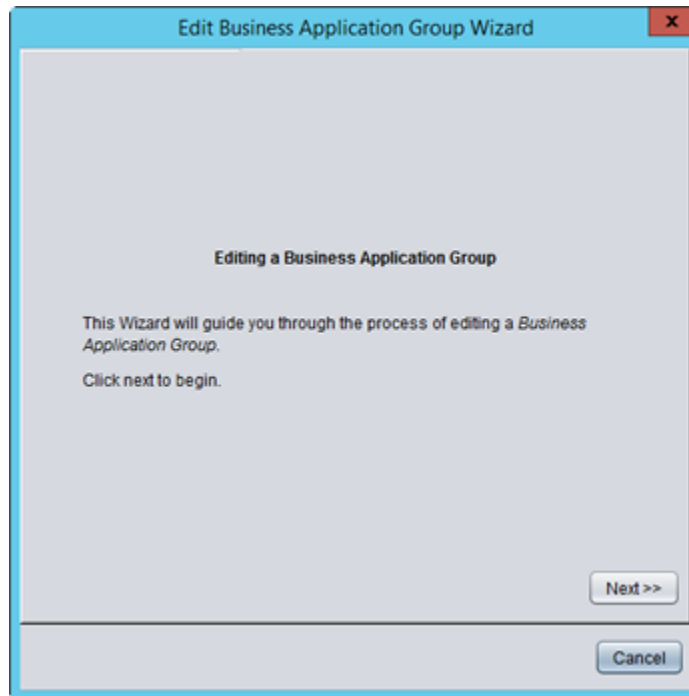 Edit Business Application Group Wizard
x
Editing a Business Application Group
This Wizard will guide you through the process of editing a Business
Application Group.
Click next to begin.
Next >>
Cancel